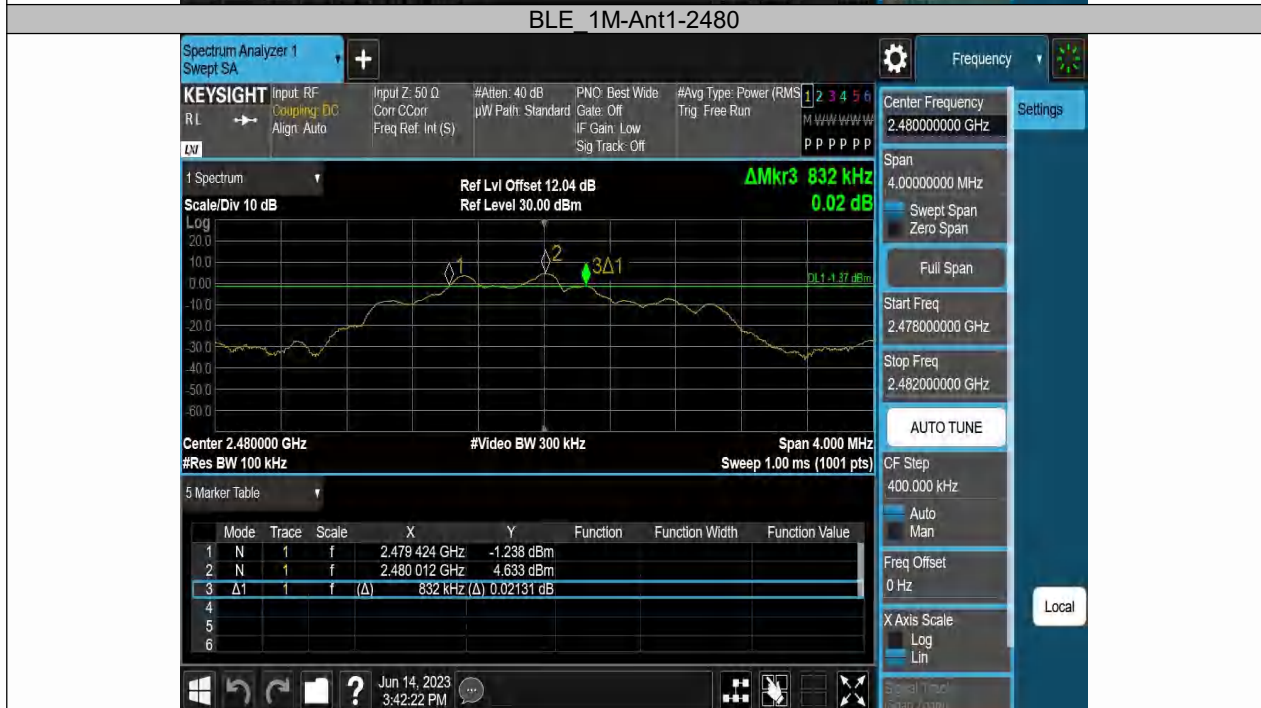 BLE_1M-Ant1-2480
Spectrum Analyzer 1
Swept SA
+
Frequency
KEYSIGHT
Input: RF
Input Z: 50 Ω
#Atten: 40 dB
PNO: Best Wide
#Avg Type: Power (RMS
1 2 3 4 5 6
RL
Coupling: DC
Corr CCorr
µW Path: Standard
Gate: Off
Trig: Free Run
M W W W W W
Align: Auto
Freq Ref: Int (S)
IF Gain: Low
Sig Track: Off
P P P P P P
LXI
Center Frequency
2.480000000 GHz
Settings
1 Spectrum
Ref Lvl Offset 12.04 dB
ΔMkr3 832 kHz
Scale/Div 10 dB
Ref Level 30.00 dBm
0.02 dB
Log
20.0
10.0
0.00
-10.0
-20.0
-30.0
-40.0
-50.0
-60.0
1
2
3Δ1
DL1 -1.37 dBm
Center 2.480000 GHz
#Video BW 300 kHz
Span 4.000 MHz
#Res BW 100 kHz
Sweep 1.00 ms (1001 pts)
Span
4.00000000 MHz
Swept Span
Zero Span
Full Span
Start Freq
2.478000000 GHz
Stop Freq
2.482000000 GHz
AUTO TUNE
CF Step
400.000 kHz
Auto
Man
Freq Offset
0 Hz
X Axis Scale
Log
Lin
Local
5 Marker Table
Mode Trace Scale X Y Function Function Width Function Value
1 N 1 f 2.479 424 GHz -1.238 dBm
2 N 1 f 2.480 012 GHz 4.633 dBm
3 Δ1 1 f (Δ) 832 kHz (Δ) 0.02131 dB
4
5
6
?
Jun 14, 2023
3:42:22 PM